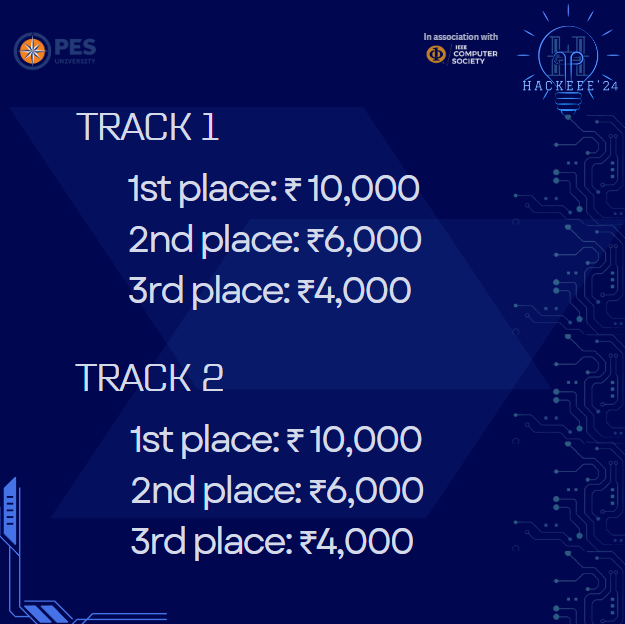 PES
UNIVERSITY
In association with
IEEE
COMPUTER
SOCIETY
HACKEEE'24
TRACK 1
1st place: ₹ 10,000
2nd place: ₹6,000
3rd place: ₹4,000
TRACK 2
1st place: ₹ 10,000
2nd place: ₹6,000
3rd place: ₹4,000